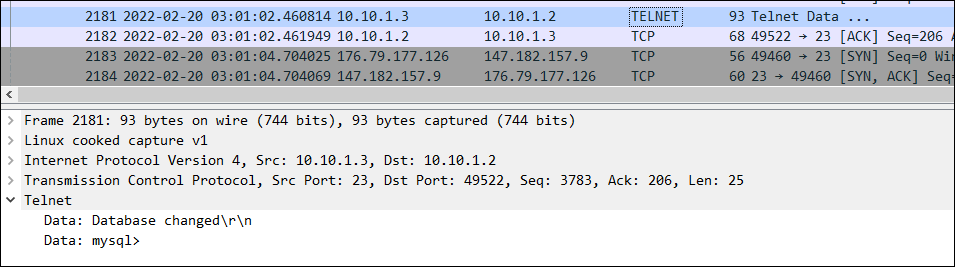 2181 2022-02-20 03:01:02.460814 10.10.1.3 10.10.1.2 TELNET 93 Telnet Data ...
2182 2022-02-20 03:01:02.461949 10.10.1.2 10.10.1.3 TCP 68 49522 → 23 [ACK] Seq=206 A
2183 2022-02-20 03:01:04.704025 176.79.177.126 147.182.157.9 TCP 56 49460 → 23 [SYN] Seq=0 Win
2184 2022-02-20 03:01:04.704069 147.182.157.9 176.79.177.126 TCP 60 23 → 49460 [SYN, ACK] Seq=
Frame 2181: 93 bytes on wire (744 bits), 93 bytes captured (744 bits)
Linux cooked capture v1
Internet Protocol Version 4, Src: 10.10.1.3, Dst: 10.10.1.2
Transmission Control Protocol, Src Port: 23, Dst Port: 49522, Seq: 3783, Ack: 206, Len: 25
Telnet
Data: Database changed\r\n
Data: mysql>